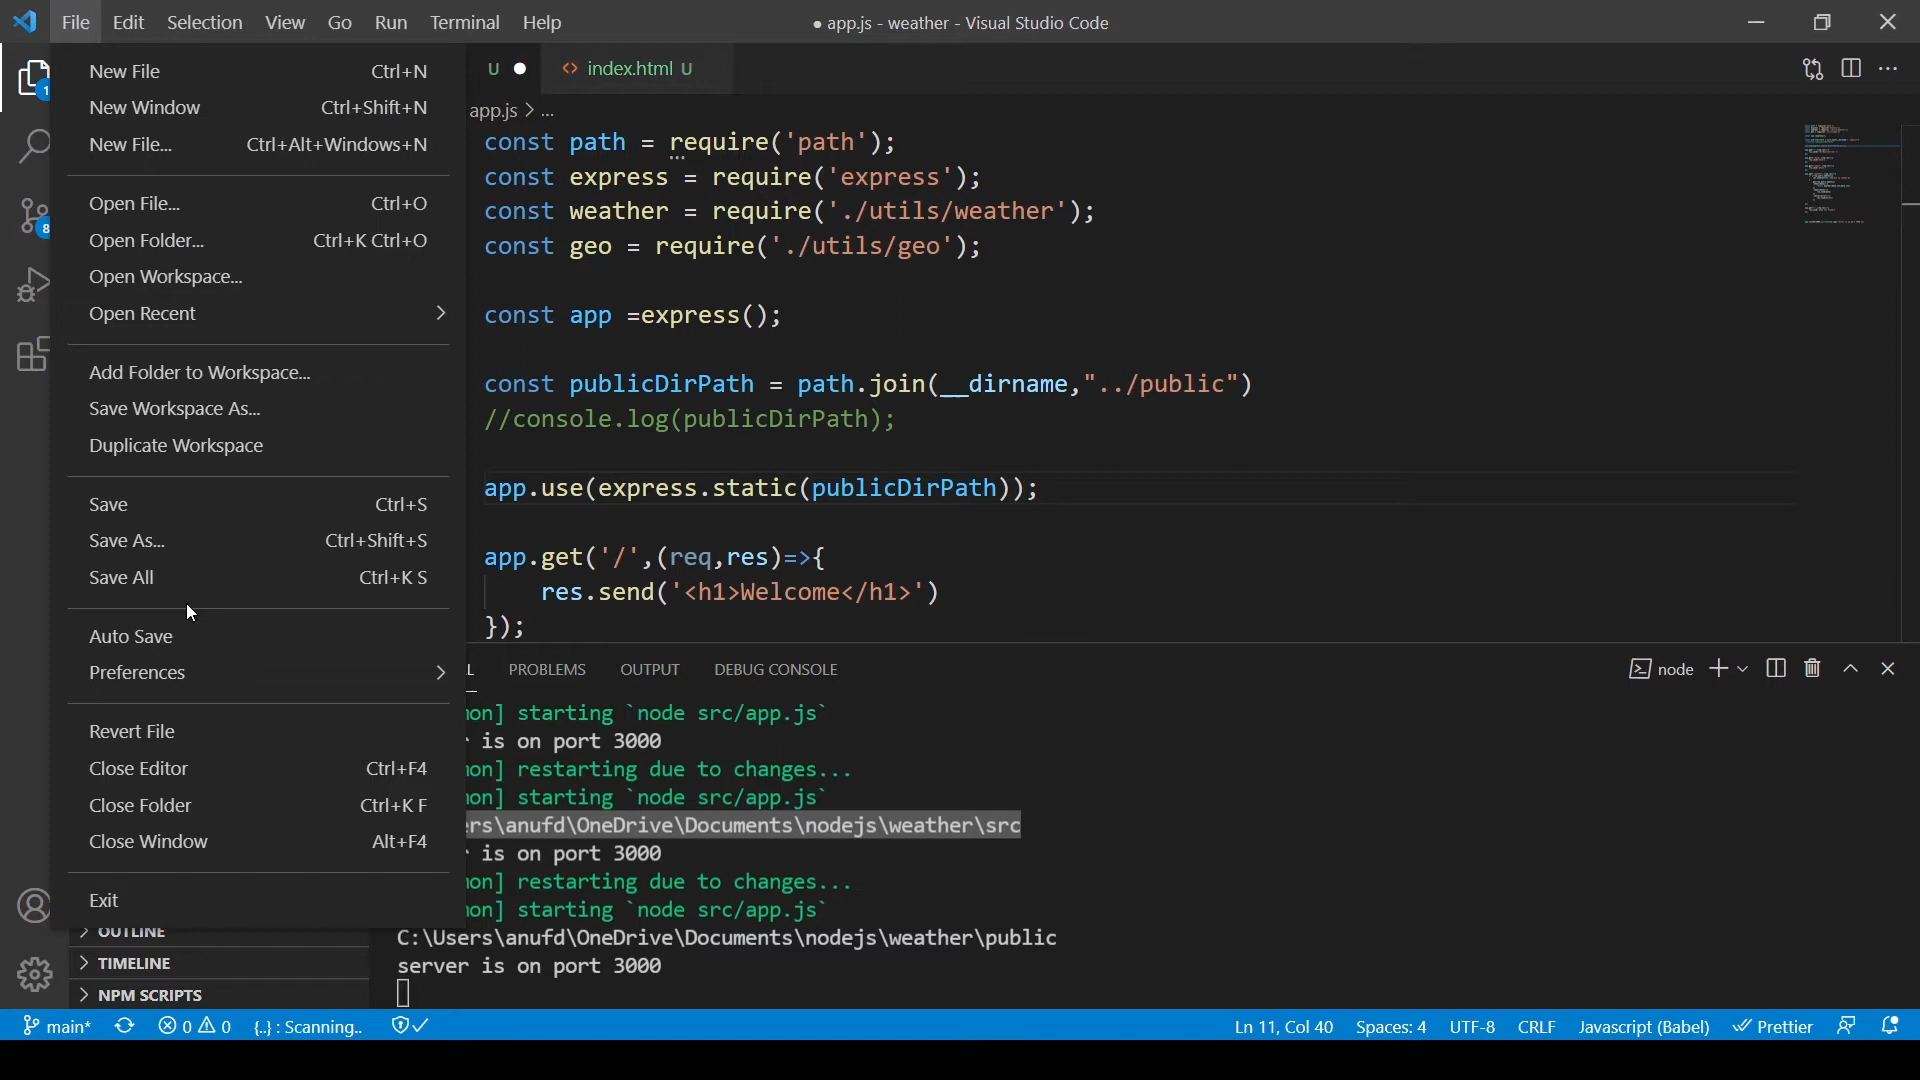 File Edit Selection View Go Run Terminal Help
● app.js - weather - Visual Studio Code
New File Ctrl+N
New Window Ctrl+Shift+N
New File... Ctrl+Alt+Windows+N
Open File... Ctrl+O
Open Folder... Ctrl+K Ctrl+O
Open Workspace...
Open Recent
Add Folder to Workspace...
Save Workspace As...
Duplicate Workspace
Save Ctrl+S
Save As... Ctrl+Shift+S
Save All Ctrl+K S
Auto Save
Preferences
Revert File
Close Editor Ctrl+F4
Close Folder Ctrl+K F
Close Window Alt+F4
Exit
1
8
OUTLINE
TIMELINE
NPM SCRIPTS
U ● <> index.html U
app.js > ...
const path = require('path');
const express = require('express');
const weather = require('./utils/weather');
const geo = require('./utils/geo');
const app =express();
const publicDirPath = path.join(__dirname,"../public")
//console.log(publicDirPath);
app.use(express.static(publicDirPath));
app.get('/',(req,res)=>{
res.send('<h1>Welcome</h1>')
});
L PROBLEMS OUTPUT DEBUG CONSOLE
node
on] starting `node src/app.js`
r is on port 3000
on] restarting due to changes...
on] starting `node src/app.js`
ers\anufd\OneDrive\Documents\nodejs\weather\src
r is on port 3000
on] restarting due to changes...
on] starting `node src/app.js`
C:\Users\anufd\OneDrive\Documents\nodejs\weather\public
server is on port 3000
main* 0 0 {..} : Scanning.. Ln 11, Col 40 Spaces: 4 UTF-8 CRLF Javascript (Babel) Prettier